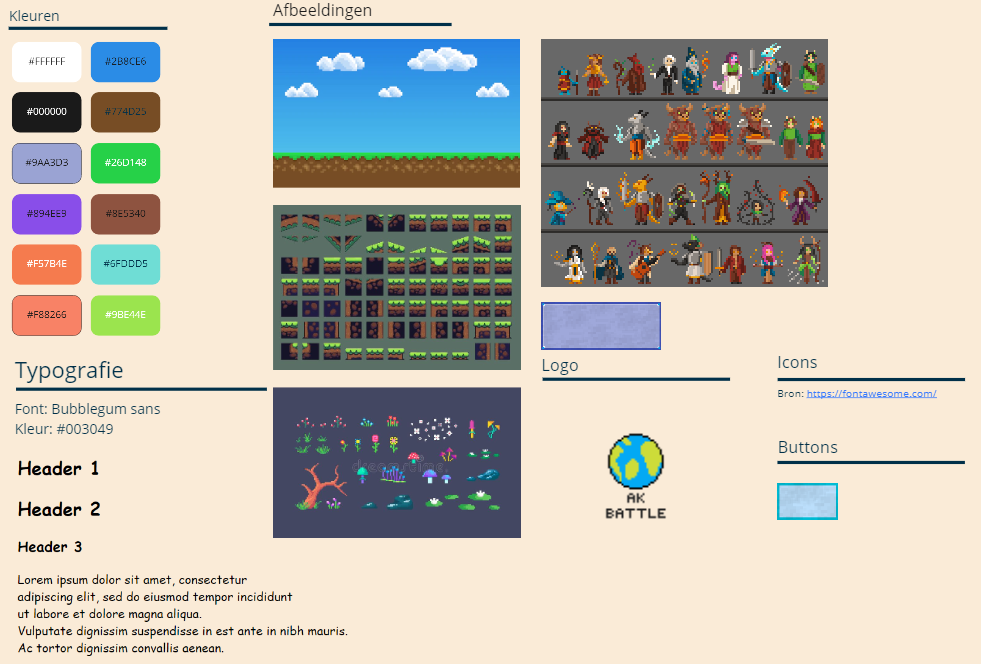 Kleuren
#FFFFFF
#2B8CE6
#000000
#774D25
#9AA3D3
#26D148
#894EE9
#8E5340
#F57B4E
#6FDDD5
#F88266
#9BE44E
Typografie
Font: Bubblegum sans
Kleur: #003049
Header 1
Header 2
Header 3
Lorem ipsum dolor sit amet, consectetur
adipiscing elit, sed do eiusmod tempor incididunt
ut labore et dolore magna aliqua.
Vulputate dignissim suspendisse in est ante in nibh mauris.
Ac tortor dignissim convallis aenean.
Afbeeldingen
Logo
AK
BATTLE
Icons
Bron: https://fontawesome.com/
Buttons